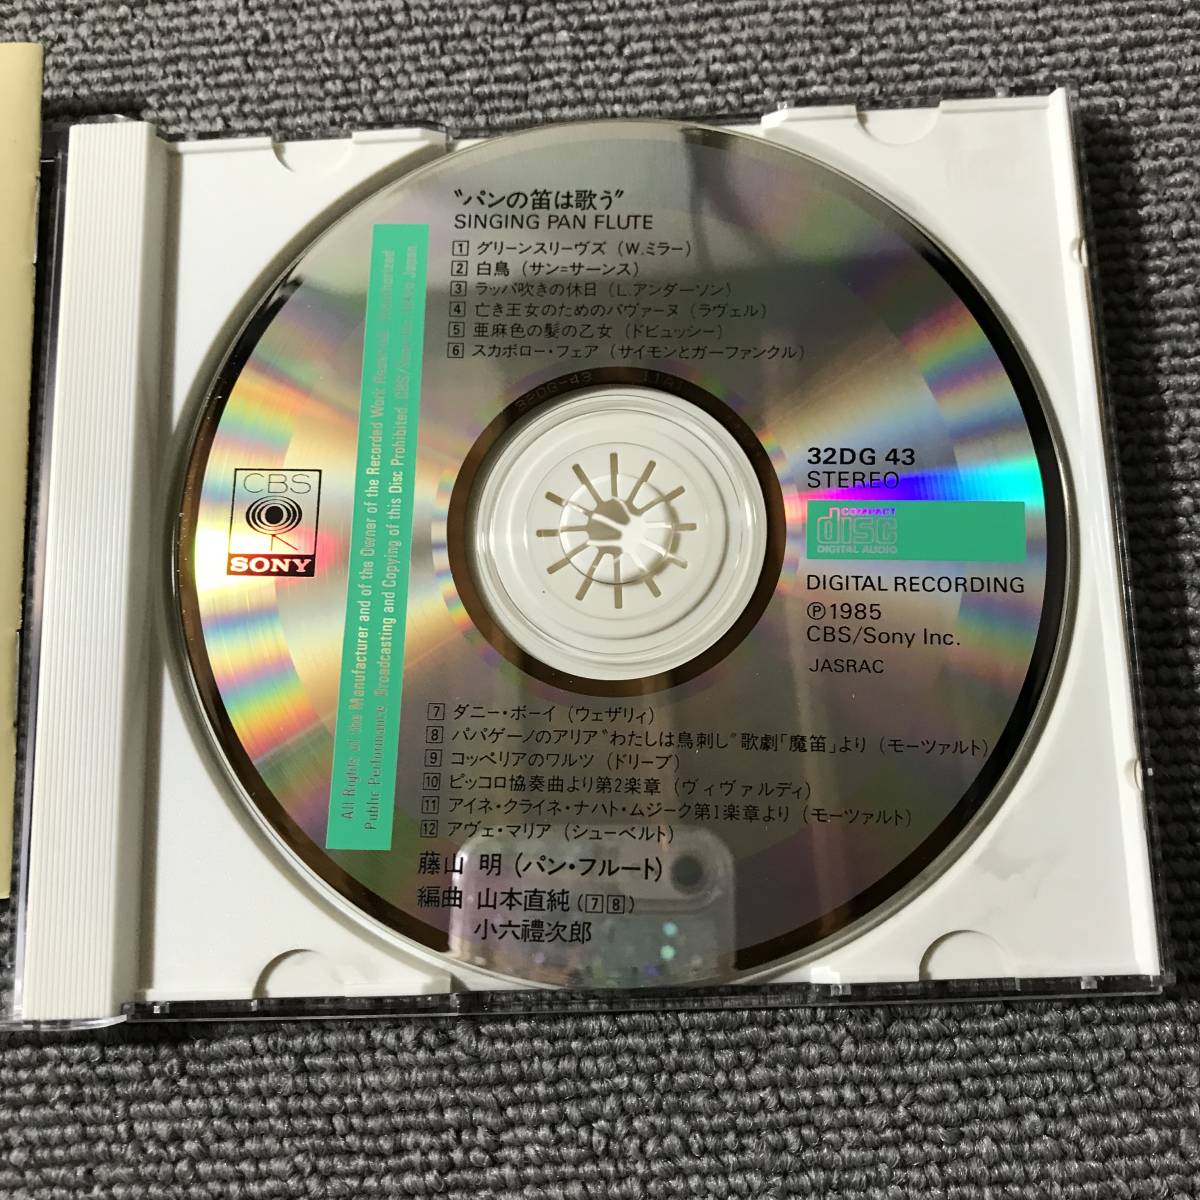 "パンの笛は歌う"
SINGING PAN FLUTE
1 グリーンスリーヴズ (W.ミラー)
2 白鳥 (サン=サーンス)
3 ラッパ吹きの休日 (L.アンダーソン)
4 亡き王女のためのパヴァーヌ (ラヴェル)
5 亜麻色の髪の乙女 (ドビュッシー)
6 スカボロー・フェア (サイモンとガーファンクル)
32DG-43 11A1
CBS
SONY
All Rights of the Manufacturer and of the Owner of the Recorded Work Reserved. Unauthorized
Public Performance, Broadcasting and Copying of this Disc Prohibited. CBS/Sony Inc. Tokyo Japan
32DG 43
STEREO
COMPACT
disc
DIGITAL AUDIO
DIGITAL RECORDING
℗1985
CBS/Sony Inc.
JASRAC
7 ダニー・ボーイ (ウェザリィ)
8 パパゲーノのアリア"わたしは鳥刺し"歌劇「魔笛」より (モーツァルト)
9 コッペリアのワルツ (ドリーブ)
10 ピッコロ協奏曲より第2楽章 (ヴィヴァルディ)
11 アイネ・クライネ・ナハト・ムジーク第1楽章より (モーツァルト)
12 アヴェ・マリア (シューベルト)
藤山 明 (パン・フルート)
編曲 山本直純 (7 8)
小六禮次郎